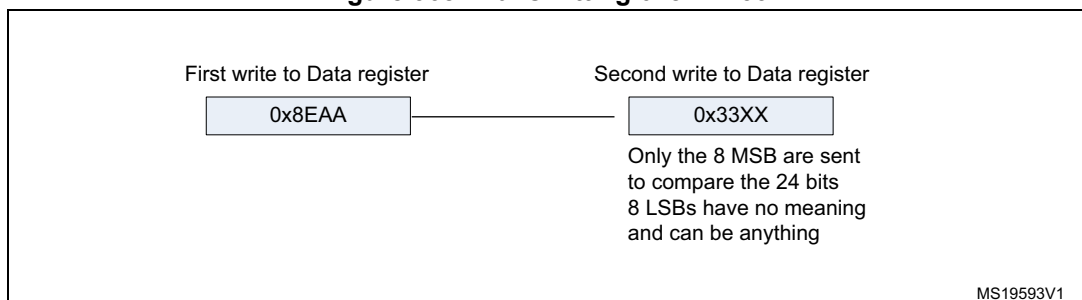 First write to Data register
Second write to Data register
0x8EAA
0x33XX
Only the 8 MSB are sent
to compare the 24 bits
8 LSBs have no meaning
and can be anything
MS19593V1